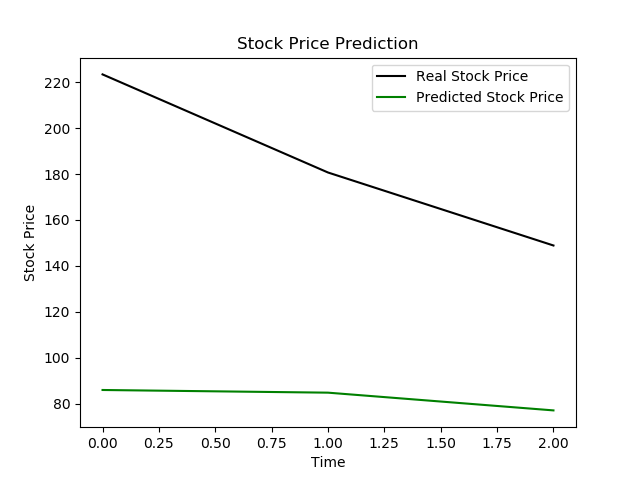 Stock Price Prediction
Real Stock Price
Predicted Stock Price
Stock Price
220
200
180
160
140
120
100
80
0.00 0.25 0.50 0.75 1.00 1.25 1.50 1.75 2.00
Time